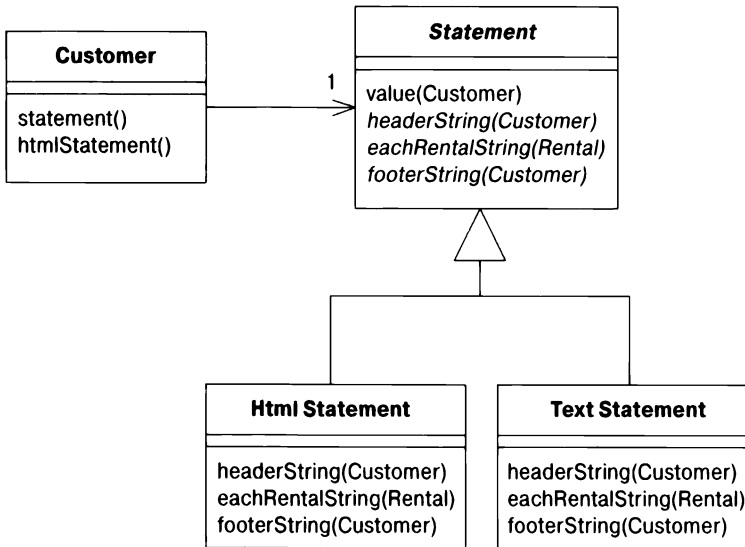 Customer
statement()
htmlStatement()
1
Statement
value(Customer)
headerString(Customer)
eachRentalString(Rental)
footerString(Customer)
Html Statement
headerString(Customer)
eachRentalString(Rental)
footerString(Customer)
Text Statement
headerString(Customer)
eachRentalString(Rental)
footerString(Customer)